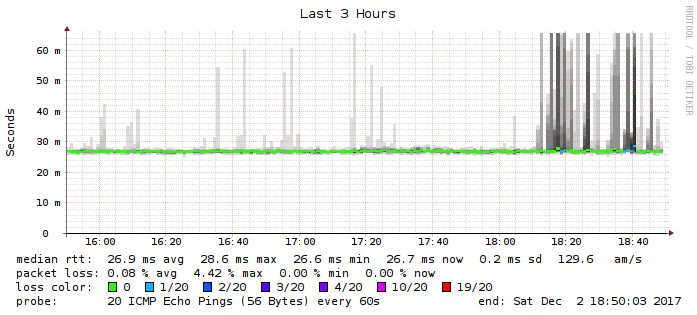 Last 3 Hours
RRDTOOL / TOBI OETIKER
Seconds
60 m
50 m
40 m
30 m
20 m
10 m
0
16:00 16:20 16:40 17:00 17:20 17:40 18:00 18:20 18:40
median rtt: 26.9 ms avg 28.6 ms max 26.6 ms min 26.7 ms now 0.2 ms sd 129.6 am/s
packet loss: 0.08 % avg 4.42 % max 0.00 % min 0.00 % now
loss color: 0 1/20 2/20 3/20 4/20 10/20 19/20
probe: 20 ICMP Echo Pings (56 Bytes) every 60s end: Sat Dec 2 18:50:03 2017